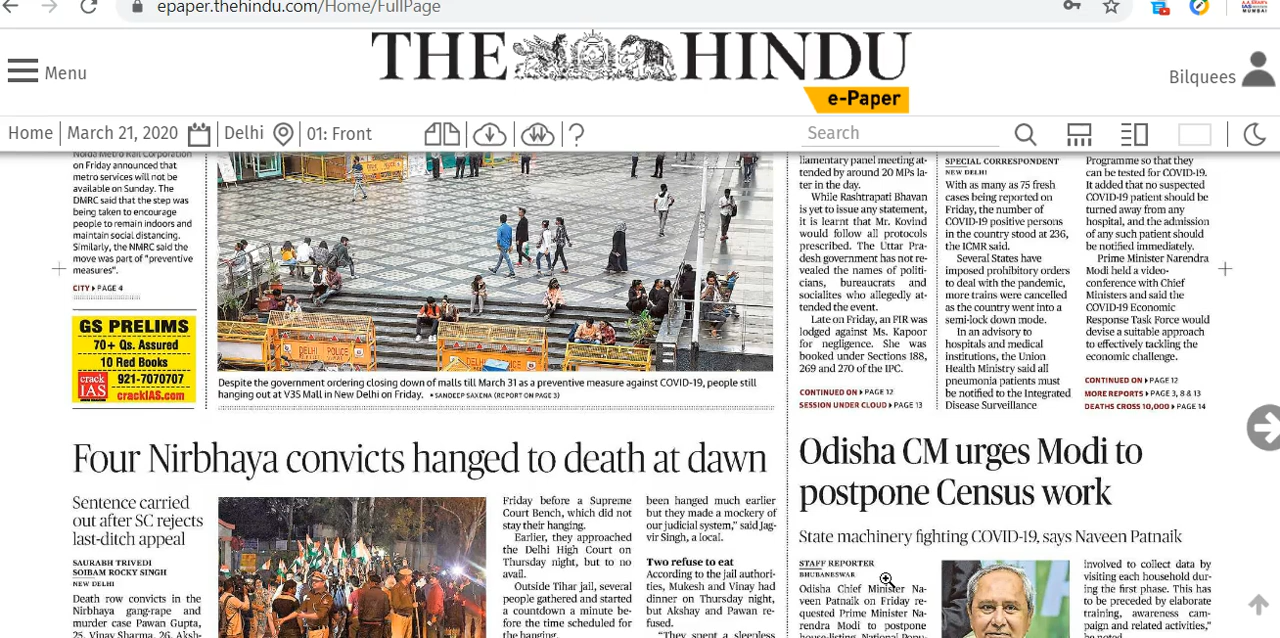 epaper.thehindu.com/Home/FullPage
Menu
THE HINDU
e-Paper
Bilquees
Home
March 21, 2020
Delhi
01: Front
?
Search
Noida Metro Rail Corporation
on Friday announced that
metro services will not be
available on Sunday. The
DMRC said that the step was
being taken to encourage
people to remain indoors and
maintain social distancing.
Similarly, the NMRC said the
move was part of "preventive
measures".
CITY PAGE 4
GS PRELIMS
70+ Qs. Assured
10 Red Books
crack
IAS
921-7070707
crackIAS.com
DELHI POLICE
Despite the government ordering closing down of malls till March 31 as a preventive measure against COVID-19, people still
hanging out at V3S Mall in New Delhi on Friday. • SANDEEP SAXENA (REPORT ON PAGE 3)
liamentary panel meeting at-
tended by around 20 MPs la-
ter in the day.
While Rashtrapati Bhavan
is yet to issue any statement,
it is learnt that Mr. Kovind
would follow all protocols
prescribed. The Uttar Pra-
desh government has not re-
vealed the names of politi-
cians, bureaucrats and
socialites who allegedly at-
tended the event.
Late on Friday, an FIR was
lodged against Ms. Kapoor
for negligence. She was
booked under Sections 188,
269 and 270 of the IPC.
CONTINUED ON PAGE 12
SESSION UNDER CLOUD PAGE 13
SPECIAL CORRESPONDENT
NEW DELHI
With as many as 75 fresh
cases being reported on
Friday, the number of
COVID-19 positive persons
in the country stood at 236,
the ICMR said.
Several States have
imposed prohibitory orders
to deal with the pandemic,
more trains were cancelled
as the country went into a
semi-lock down mode.
In an advisory to
hospitals and medical
institutions, the Union
Health Ministry said all
pneumonia patients must
be notified to the Integrated
Disease Surveillance
Programme so that they
can be tested for COVID-19.
It added that no suspected
COVID-19 patient should be
turned away from any
hospital, and the admission
of any such patient should
be notified immediately.
Prime Minister Narendra
Modi held a video-
conference with Chief
Ministers and said the
COVID-19 Economic
Response Task Force would
devise a suitable approach
to effectively tackling the
economic challenge.
CONTINUED ON PAGE 12
MORE REPORTS PAGE 3, 8 & 13
DEATHS CROSS 10,000 PAGE 14
Four Nirbhaya convicts hanged to death at dawn
Sentence carried
out after SC rejects
last-ditch appeal
SAURABH TRIVEDI
SOIBAM ROCKY SINGH
NEW DELHI
Death row convicts in the
Nirbhaya gang-rape and
murder case Pawan Gupta,
25, Vinay Sharma, 26, Aksh-
Friday before a Supreme
Court Bench, which did not
stay their hanging.
Earlier, they approached
the Delhi High Court on
Thursday night, but to no
avail.
Outside Tihar jail, several
people gathered and started
a countdown a minute be-
fore the time scheduled for
the hanging.
been hanged much earlier
but they made a mockery of
our judicial system," said Jag-
vir Singh, a local.
Two refuse to eat
According to the jail authori-
ties, Mukesh and Vinay had
dinner on Thursday night,
but Akshay and Pawan re-
fused.
"They spent a sleepless
Odisha CM urges Modi to
postpone Census work
State machinery fighting COVID-19, says Naveen Patnaik
STAFF REPORTER
BHUBANESWAR
Odisha Chief Minister Na-
veen Patnaik on Friday re-
quested Prime Minister Na-
rendra Modi to postpone
house-listing, National Popu-
involved to collect data by
visiting each household dur-
ing the first phase. This has
to be preceded by elaborate
training, awareness cam-
paign and related activities,"
he noted.